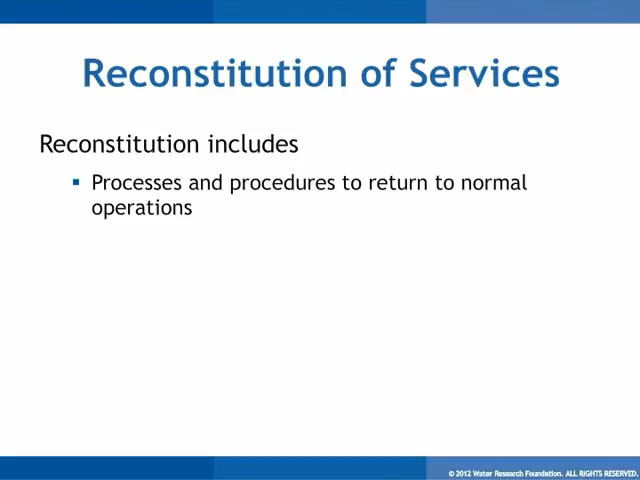 Reconstitution of Services
Reconstitution includes
▪ Processes and procedures to return to normal
operations
© 2012 Water Research Foundation. ALL RIGHTS RESERVED.